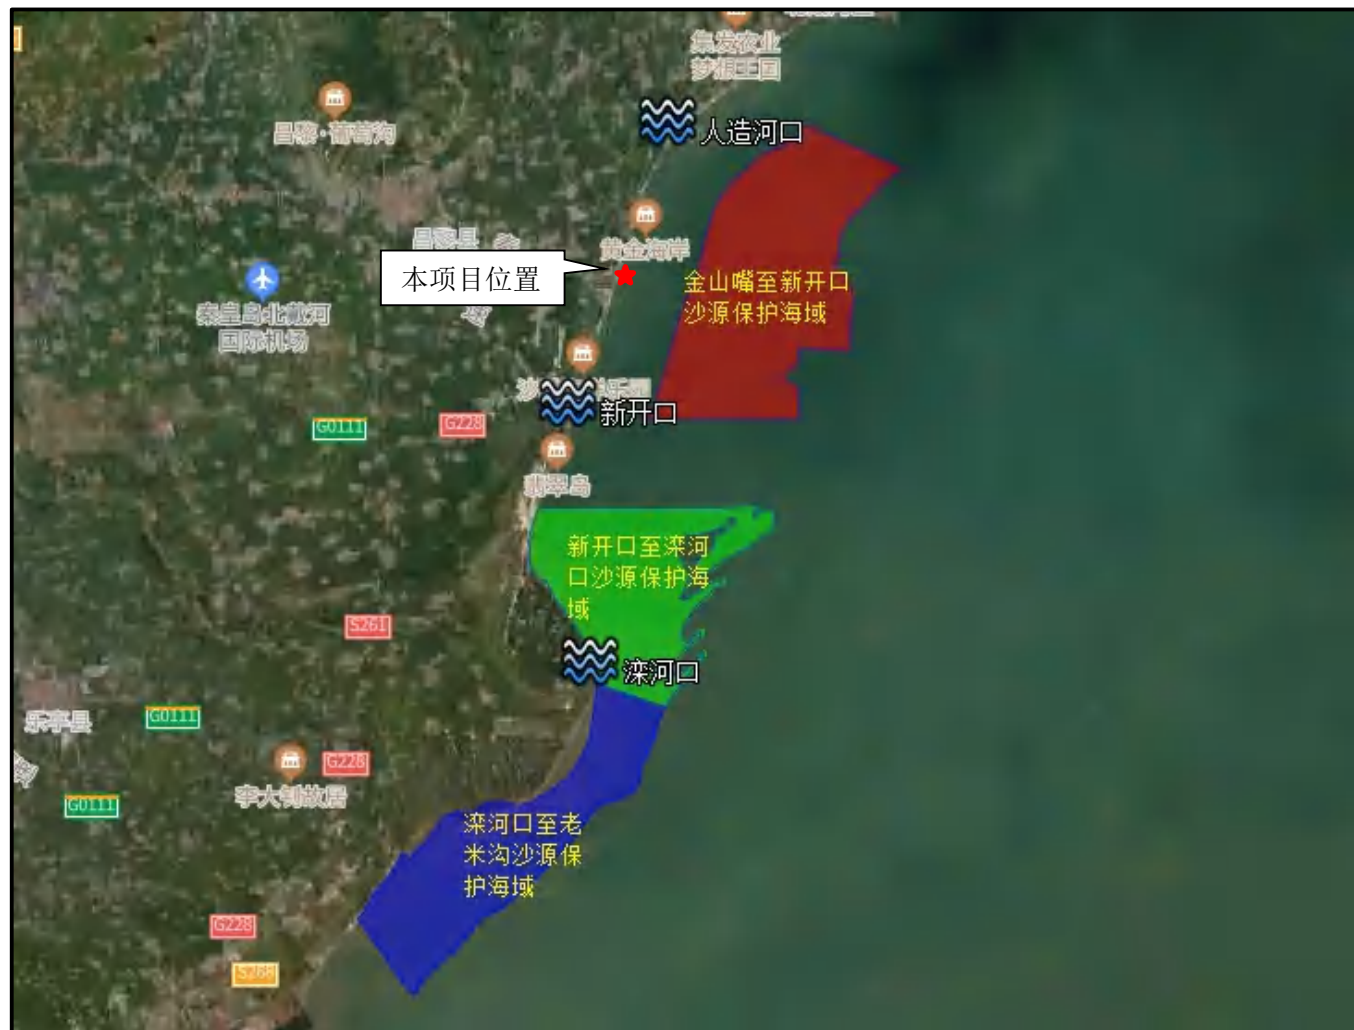 集发农业
梦想王国
人造河口
昌黎·葡萄沟
黄金海岸
昌黎县
本项目位置
金山嘴至新开口
沙源保护海域
秦皇岛北戴河
国际机场
新开口
G0111
G228
翡翠岛
新开口至滦河
口沙源保护海
域
S261
滦河口
乐亭县
G0111
G228
李大钊故居
G0111
滦河口至老
米沟沙源保
护海域
G228
S268